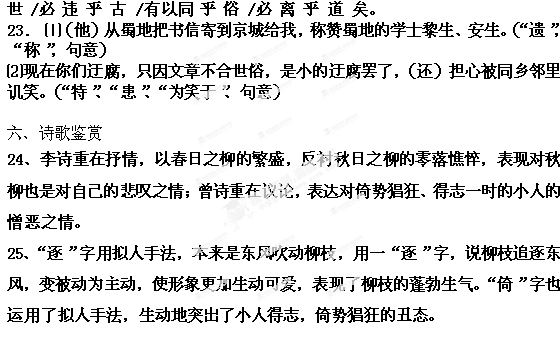 世 /必 违 乎 古 /有以同 乎 俗 /必 离 乎 道 矣。
23．⑴（他）从蜀地把书信寄到京城给我，称赞蜀地的学士黎生、安生。（“遗”，
“称”，句意）
⑵现在你们迂腐，只因文章不合世俗，是小的迂腐罢了，（还）担心被同乡邻里
讥笑。（“特”、“患”、“为笑于”、句意）
六、诗歌鉴赏
24、李诗重在抒情，以春日之柳的繁盛，反衬秋日之柳的零落憔悴，表现对秋
柳也是对自己的悲叹之情；曾诗重在议论，表达对倚势猖狂、得志一时的小人的
憎恶之情。
25、“逐”字用拟人手法，本来是东风吹动柳枝，用一“逐”字，说柳枝追逐东
风，变被动为主动，使形象更加生动可爱，表现了柳枝的蓬勃生气。“倚”字也
运用了拟人手法，生动地突出了小人得志，倚势猖狂的丑态。